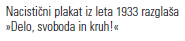 Nacistični plakat iz leta 1933 razglaša
»Delo, svoboda in kruh!«